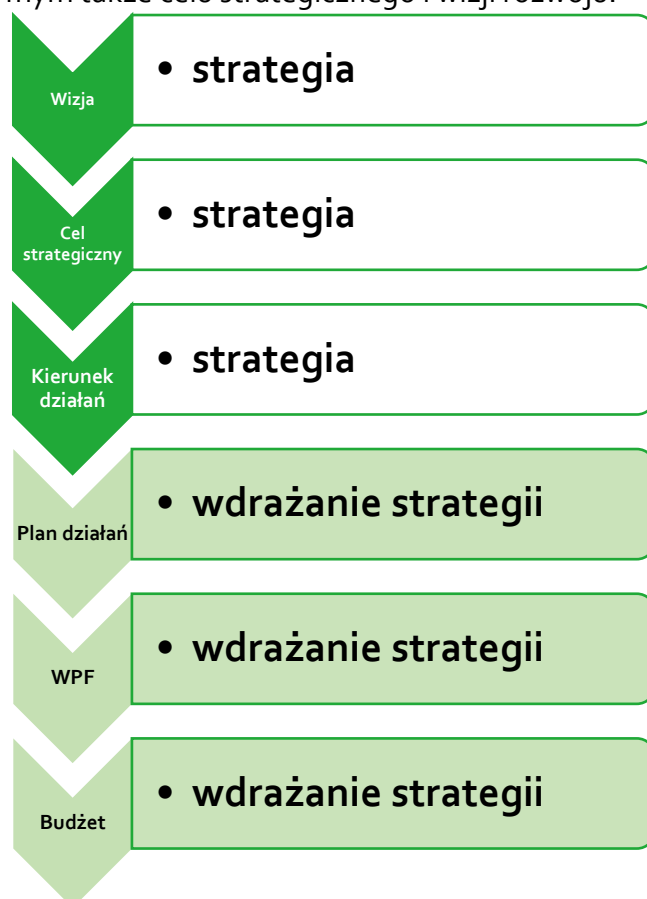 mym także celu strategicznego i wizji rozwoju.
Wizja
• strategia
Cel
strategiczny
• strategia
Kierunek
działań
• strategia
Plan działań
• wdrażanie strategii
WPF
• wdrażanie strategii
Budżet
• wdrażanie strategii